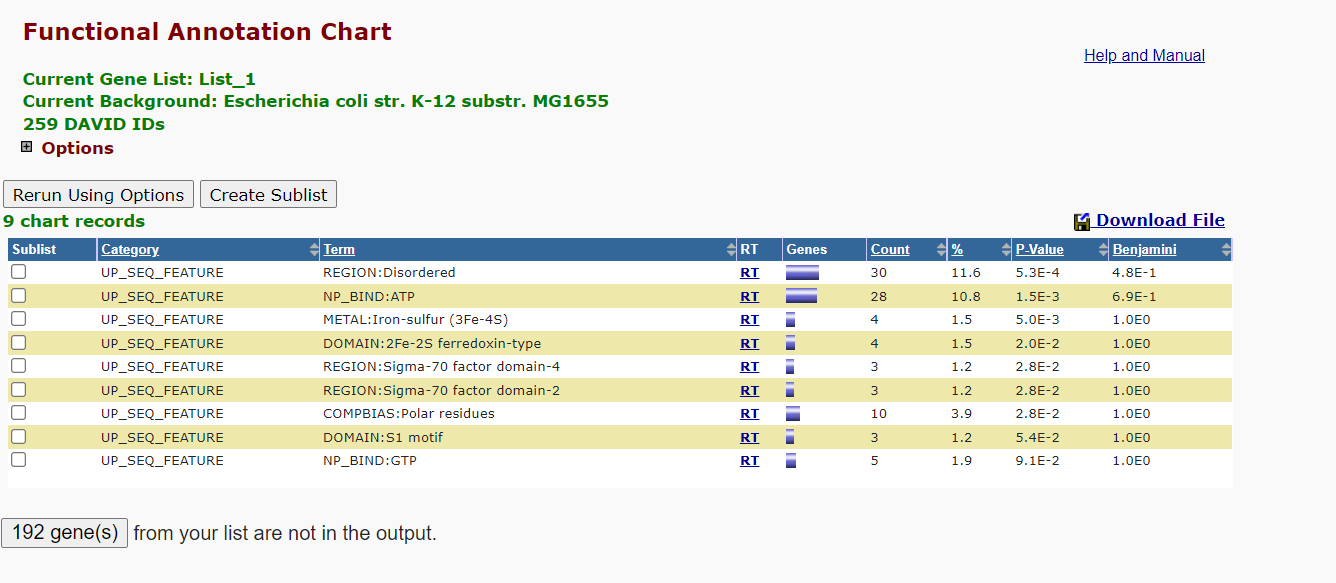 Functional Annotation Chart
Help and Manual
Current Gene List: List_1
Current Background: Escherichia coli str. K-12 substr. MG1655
259 DAVID IDs
Options
Rerun Using Options Create Sublist
9 chart records
Download File
Sublist Category Term RT Genes Count % P-Value Benjamini
UP_SEQ_FEATURE REGION:Disordered RT 30 11.6 5.3E-4 4.8E-1
UP_SEQ_FEATURE NP_BIND:ATP RT 28 10.8 1.5E-3 6.9E-1
UP_SEQ_FEATURE METAL:Iron-sulfur (3Fe-4S) RT 4 1.5 5.0E-3 1.0E0
UP_SEQ_FEATURE DOMAIN:2Fe-2S ferredoxin-type RT 4 1.5 2.0E-2 1.0E0
UP_SEQ_FEATURE REGION:Sigma-70 factor domain-4 RT 3 1.2 2.8E-2 1.0E0
UP_SEQ_FEATURE REGION:Sigma-70 factor domain-2 RT 3 1.2 2.8E-2 1.0E0
UP_SEQ_FEATURE COMPBIAS:Polar residues RT 10 3.9 2.8E-2 1.0E0
UP_SEQ_FEATURE DOMAIN:S1 motif RT 3 1.2 5.4E-2 1.0E0
UP_SEQ_FEATURE NP_BIND:GTP RT 5 1.9 9.1E-2 1.0E0
192 gene(s) from your list are not in the output.